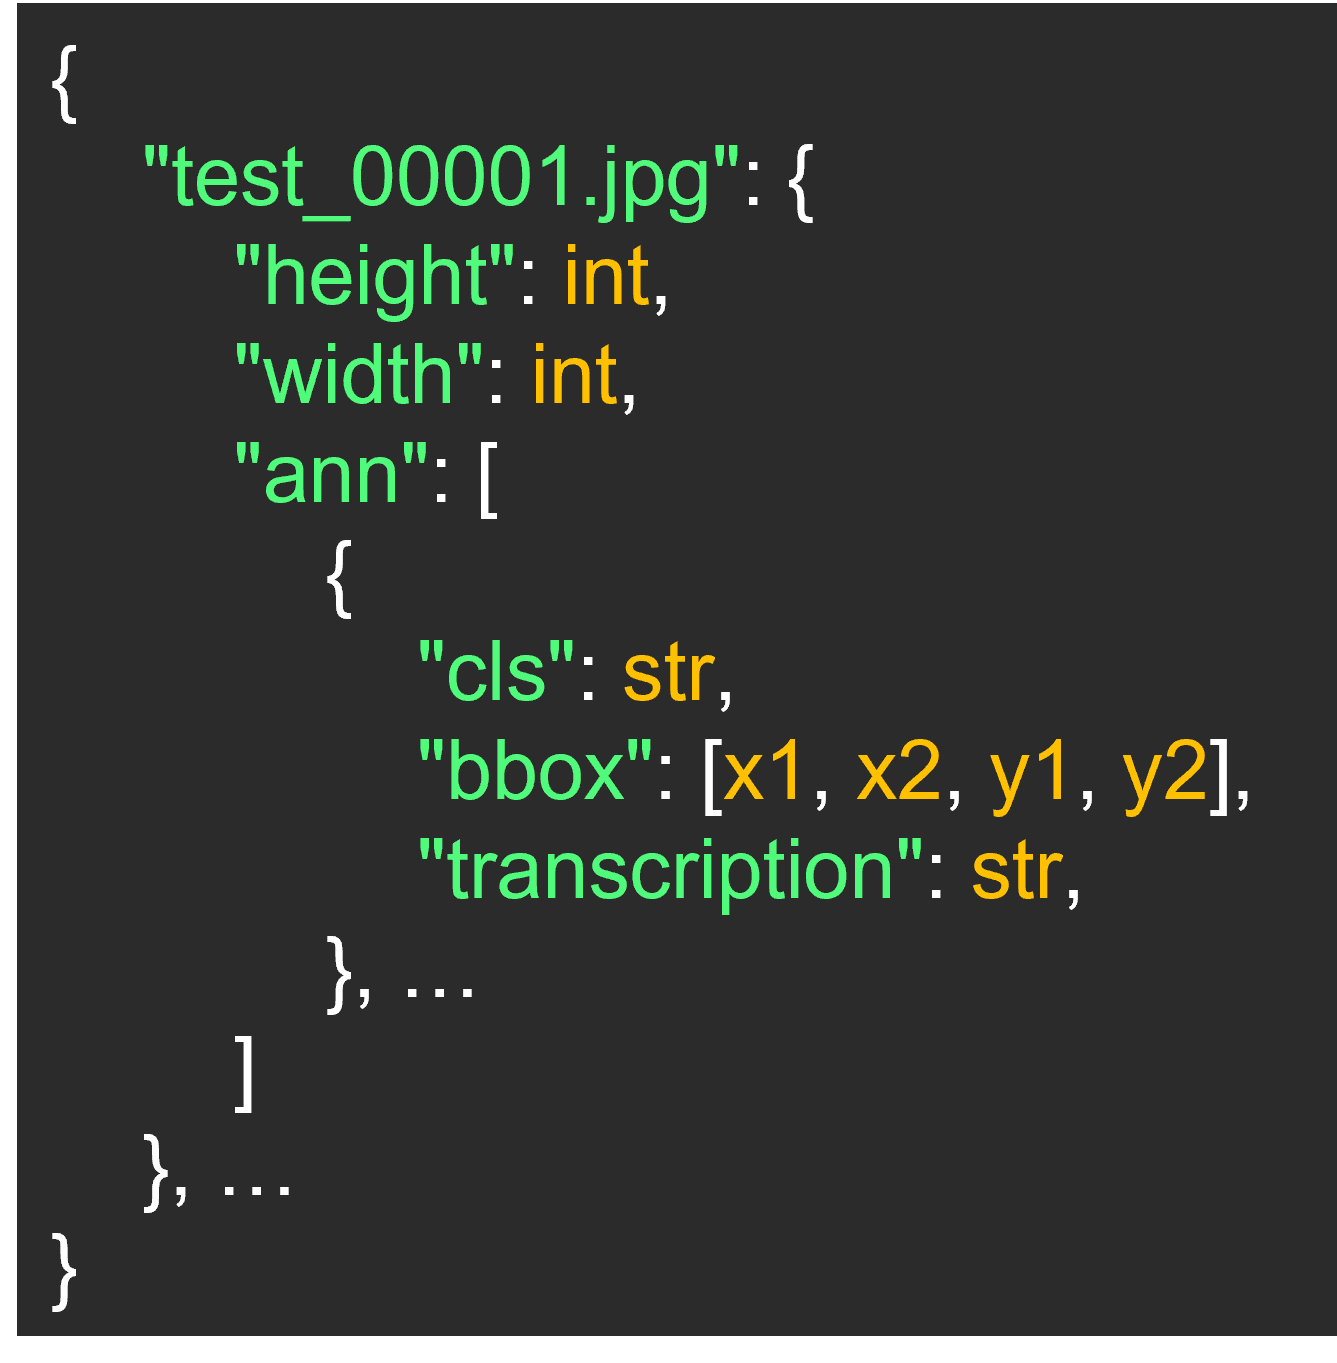 {
"test_00001.jpg": {
"height": int,
"width": int,
"ann": [
{
"cls": str,
"bbox": [x1, x2, y1, y2],
"transcription": str,
}, …
]
}, …
}